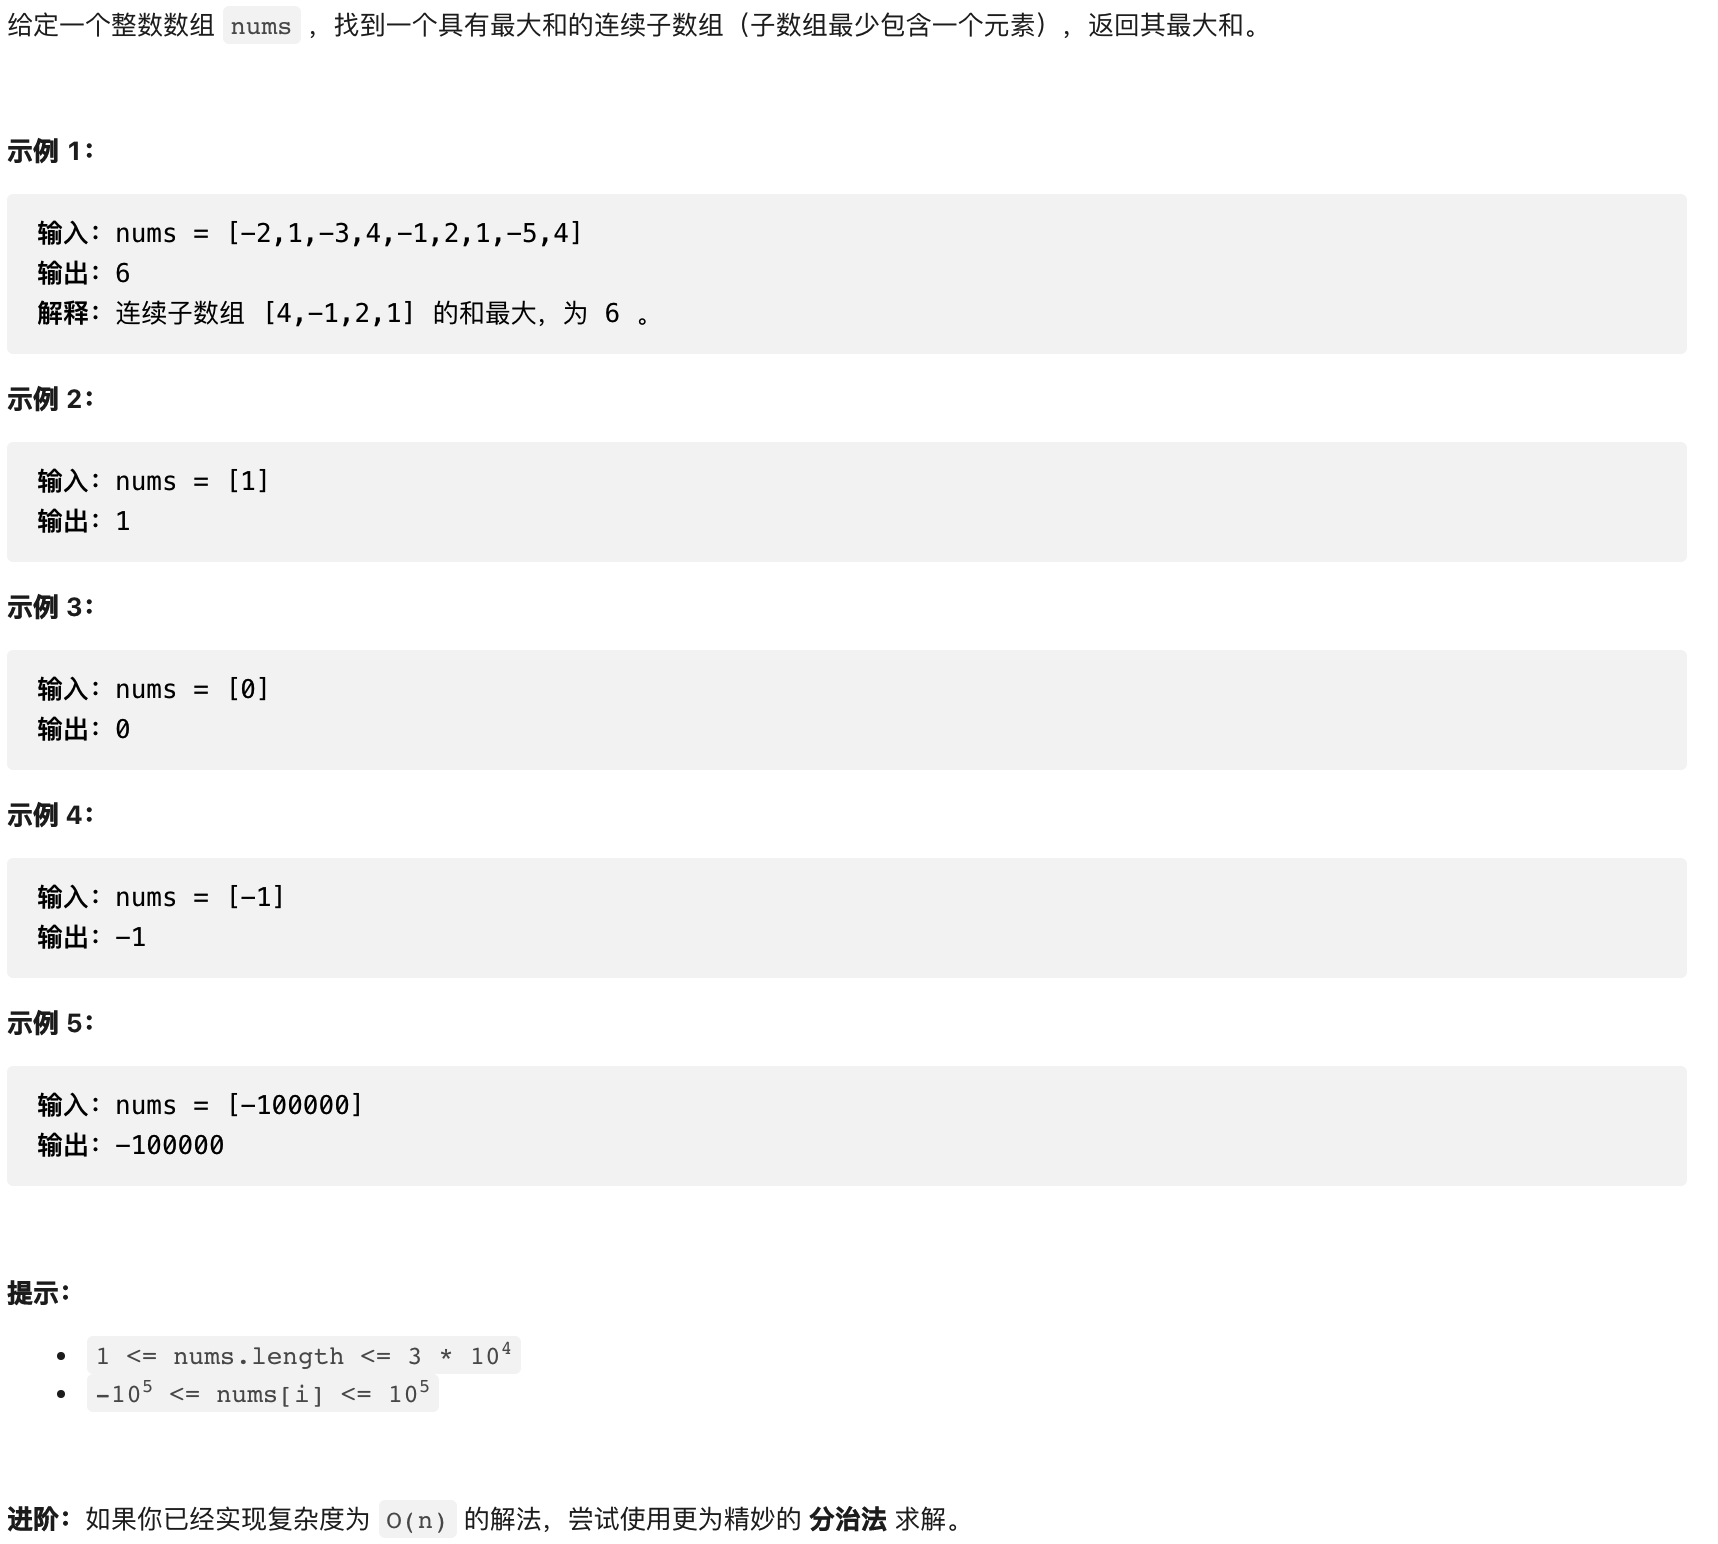 给定一个整数数组 nums ，找到一个具有最大和的连续子数组（子数组最少包含一个元素），返回其最大和。
示例 1：
输入：nums = [-2,1,-3,4,-1,2,1,-5,4]
输出：6
解释：连续子数组 [4,-1,2,1] 的和最大，为 6 。
示例 2：
输入：nums = [1]
输出：1
示例 3：
输入：nums = [0]
输出：0
示例 4：
输入：nums = [-1]
输出：-1
示例 5：
输入：nums = [-100000]
输出：-100000
提示：
• 1 <= nums.length <= 3 * 10⁴
• -10⁵ <= nums[i] <= 10⁵
进阶：如果你已经实现复杂度为 O(n) 的解法，尝试使用更为精妙的 分治法 求解。